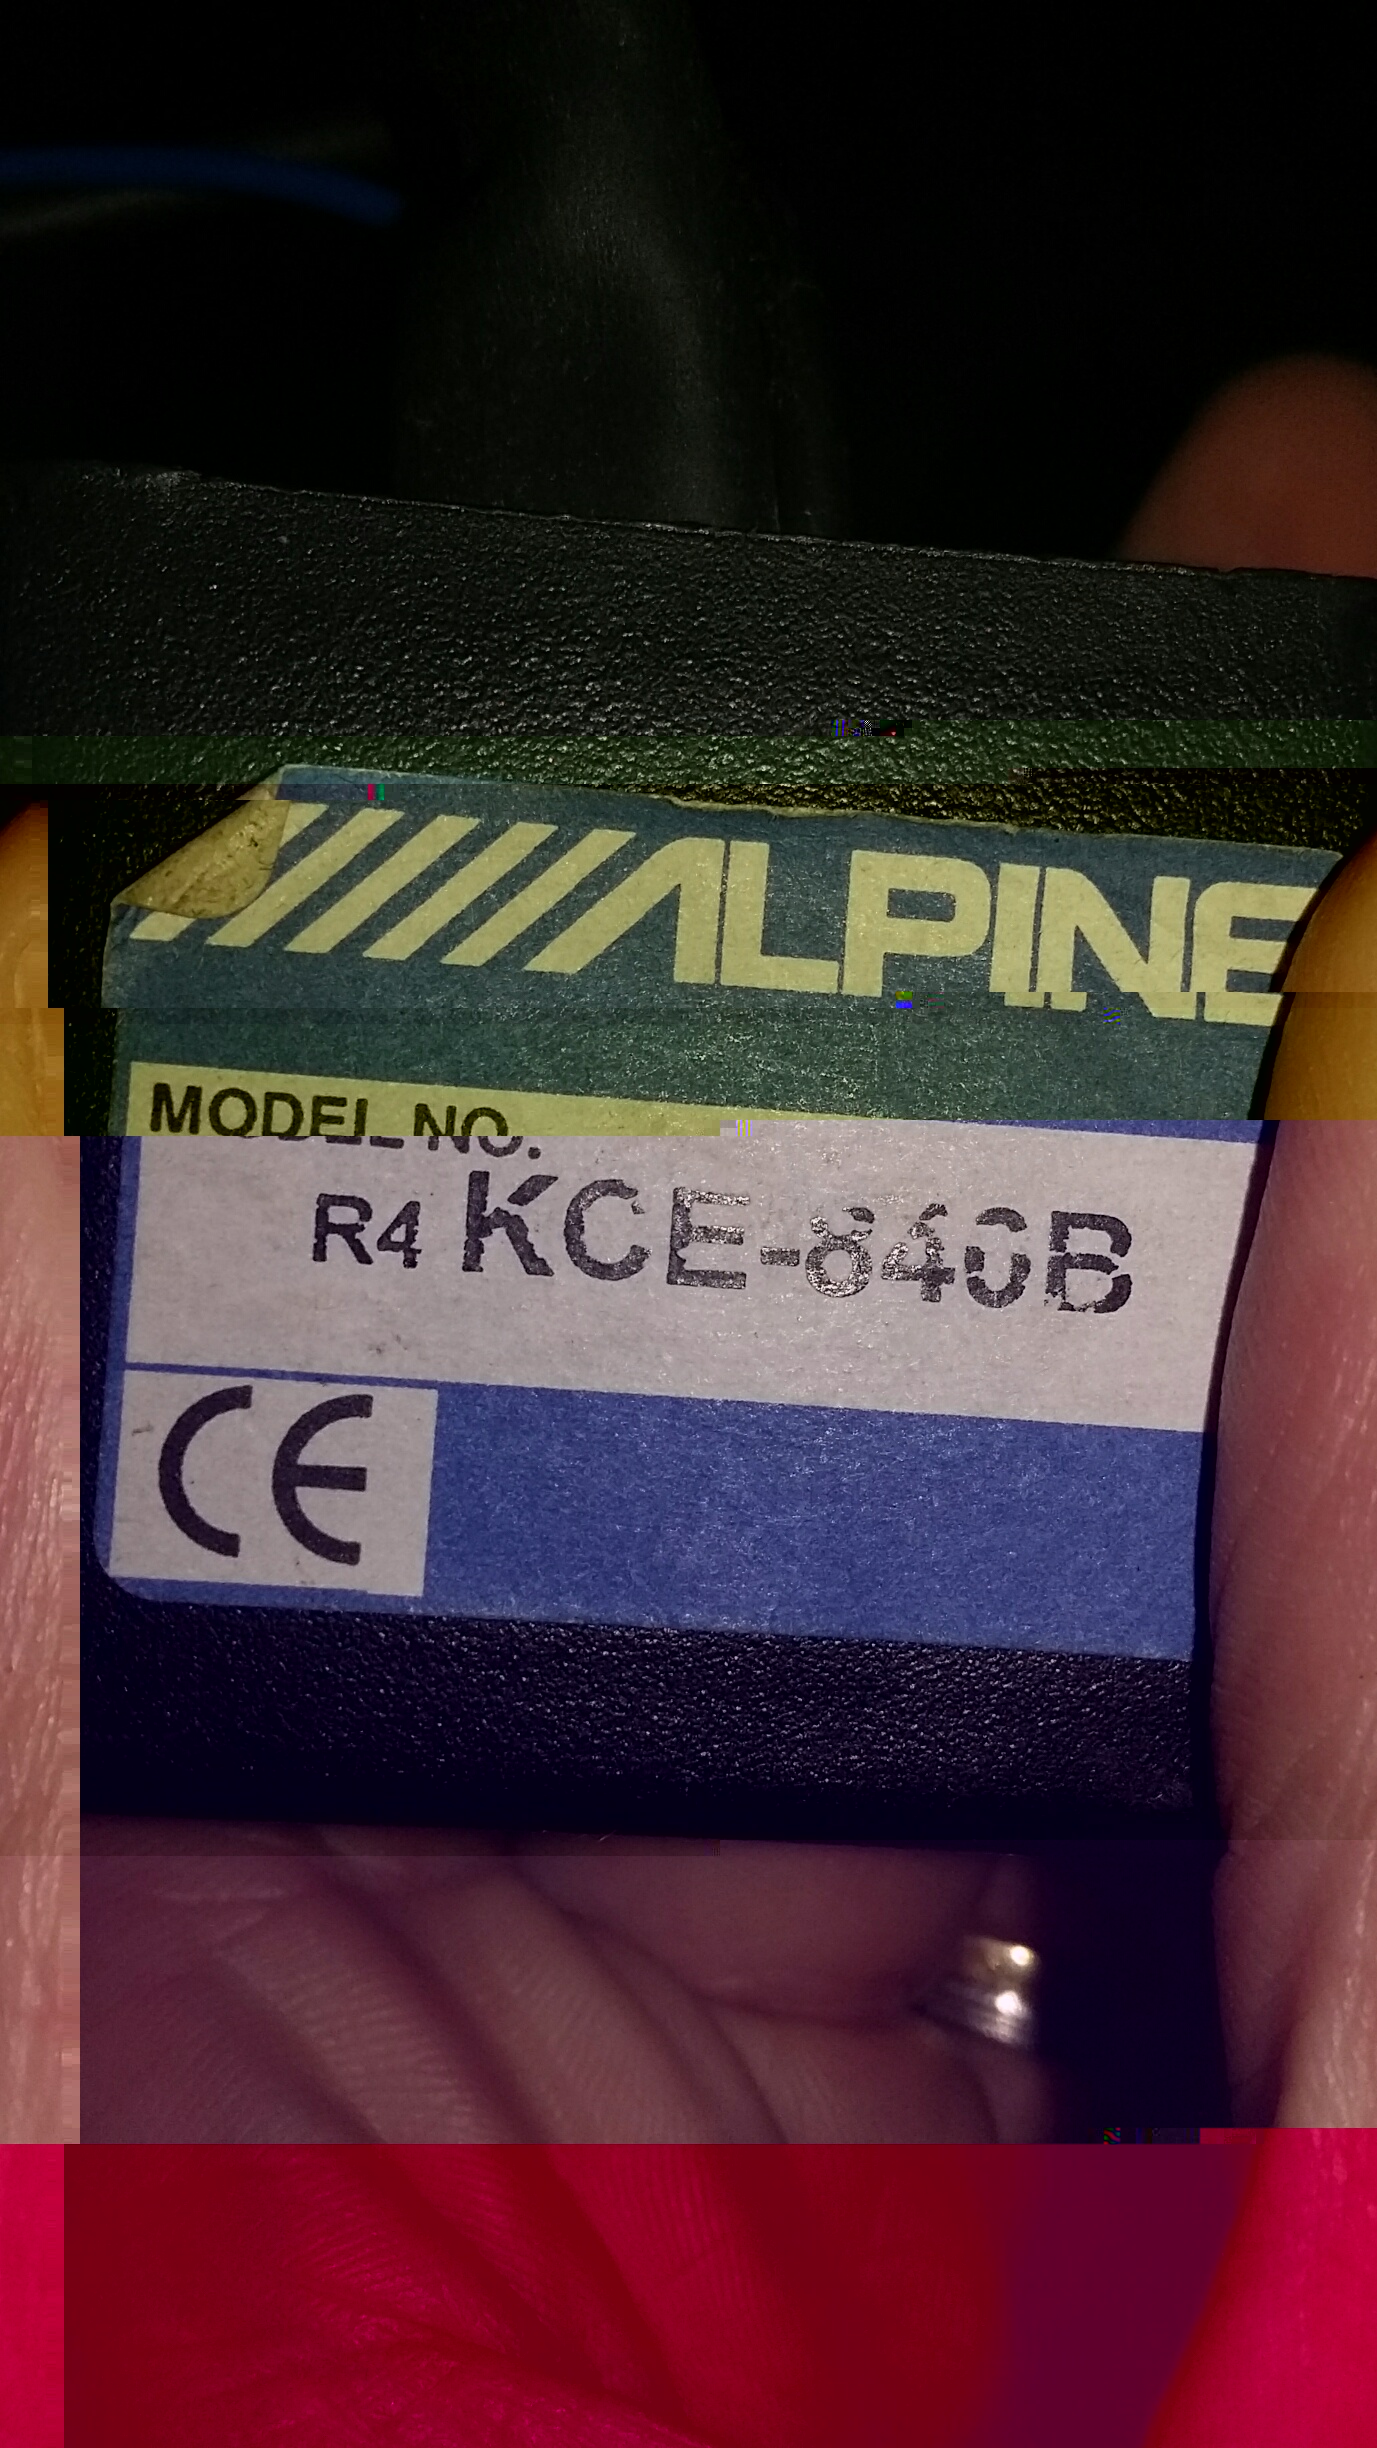 ALPINE
MODEL NO.
R4 KCE-840B
CE